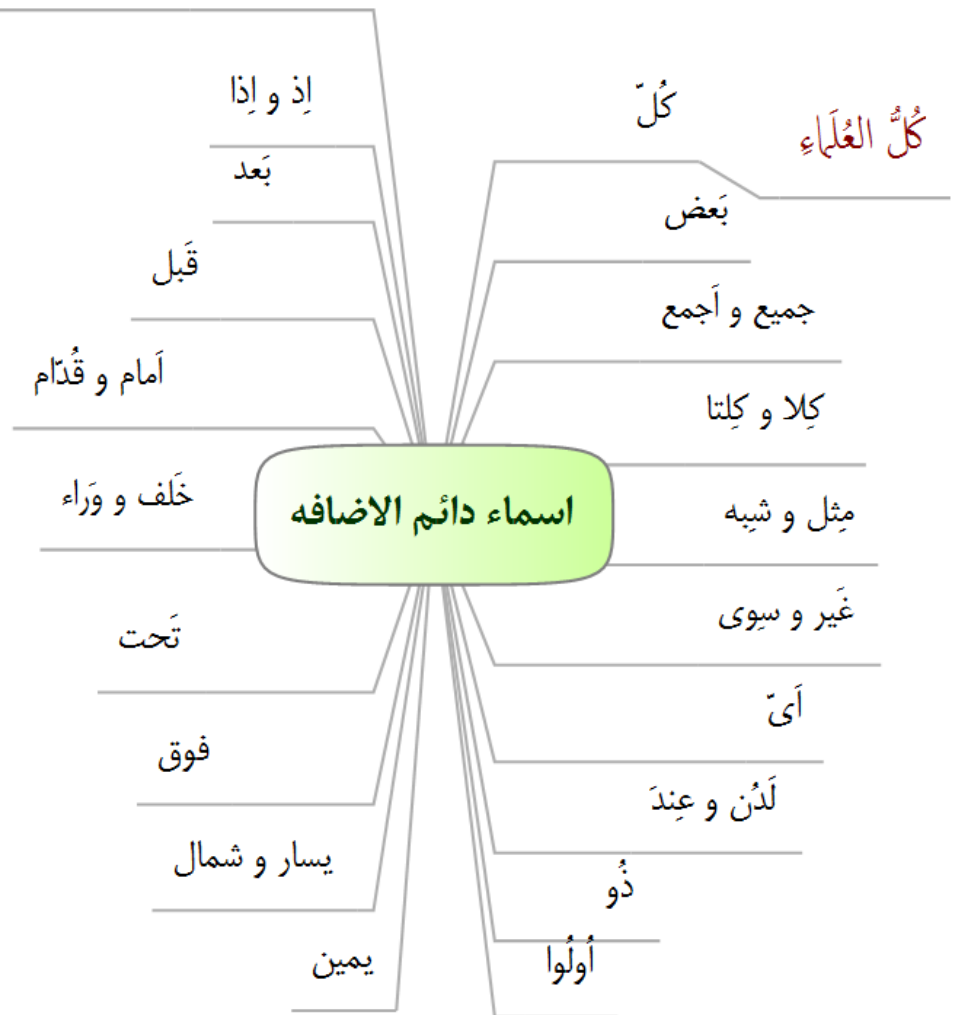 اسماء دائم الاضافه
کُلّ
کُلُّ العُلَماءِ
بَعض
جمیع و اَجمع
کِلا و کِلتا
مِثل و شِبه
غَیر و سِوی
اَیّ
لَدُن و عِندَ
ذُو
اُولُوا
اِذ و اِذا
بَعد
قَبل
اَمام و قُدّام
خَلف و وَراء
تَحت
فوق
یسار و شمال
یمین